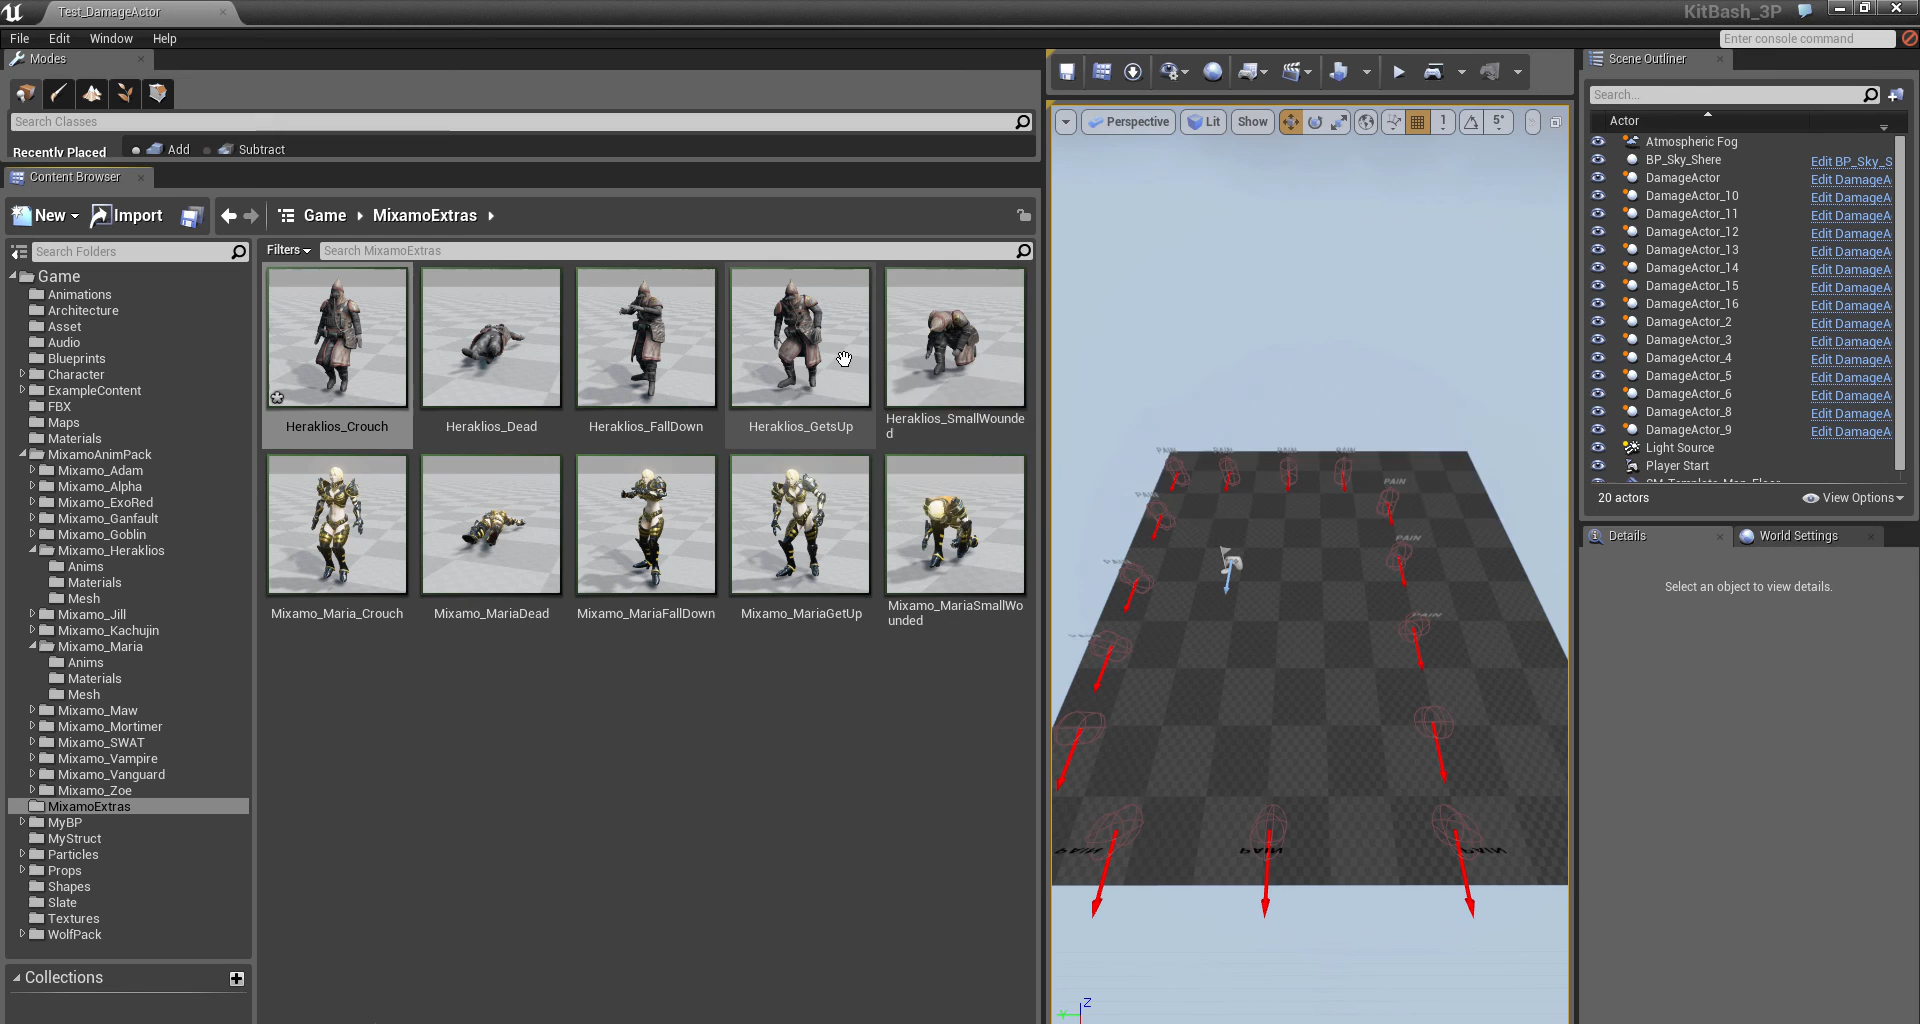 Test_DamageActor
KitBash_3P
File Edit Window Help
Enter console command
Modes
Search Classes
Recently Placed
Add
Subtract
Content Browser
New
Import
Game
MixamoExtras
Search Folders
Filters
Search MixamoExtras
Game
Animations
Architecture
Asset
Audio
Blueprints
Character
ExampleContent
FBX
Maps
Materials
MixamoAnimPack
Mixamo_Adam
Mixamo_Alpha
Mixamo_ExoRed
Mixamo_Ganfault
Mixamo_Goblin
Mixamo_Heraklios
Anims
Materials
Mesh
Mixamo_Jill
Mixamo_Kachujin
Mixamo_Maria
Anims
Materials
Mesh
Mixamo_Maw
Mixamo_Mortimer
Mixamo_SWAT
Mixamo_Vampire
Mixamo_Vanguard
Mixamo_Zoe
MixamoExtras
MyBP
MyStruct
Particles
Props
Shapes
Slate
Textures
WolfPack
Collections
Heraklios_Crouch
Heraklios_Dead
Heraklios_FallDown
Heraklios_GetsUp
Heraklios_SmallWounde
d
Mixamo_Maria_Crouch
Mixamo_MariaDead
Mixamo_MariaFallDown
Mixamo_MariaGetUp
Mixamo_MariaSmallWo
unded
Perspective
Lit
Show
1
5°
PAIN
PAIN
PAIN
PAIN
PAIN
PAIN
Z
Y
Scene Outliner
Search...
Actor
Atmospheric Fog
BP_Sky_Shere Edit BP_Sky_S
DamageActor Edit DamageA
DamageActor_10 Edit DamageA
DamageActor_11 Edit DamageA
DamageActor_12 Edit DamageA
DamageActor_13 Edit DamageA
DamageActor_14 Edit DamageA
DamageActor_15 Edit DamageA
DamageActor_16 Edit DamageA
DamageActor_2 Edit DamageA
DamageActor_3 Edit DamageA
DamageActor_4 Edit DamageA
DamageActor_5 Edit DamageA
DamageActor_6 Edit DamageA
DamageActor_8 Edit DamageA
DamageActor_9 Edit DamageA
Light Source
Player Start
20 actors
View Options
Details
World Settings
Select an object to view details.